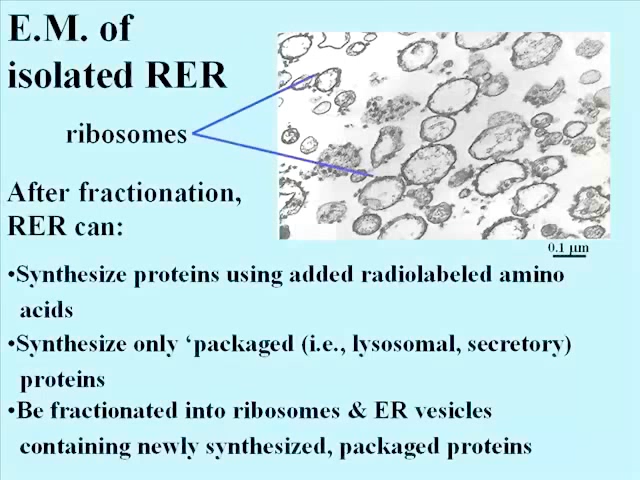 E.M. of
isolated RER
ribosomes
After fractionation,
RER can:
0.1 µm
•Synthesize proteins using added radiolabeled amino
acids
•Synthesize only ‘packaged (i.e., lysosomal, secretory)
proteins
•Be fractionated into ribosomes & ER vesicles
containing newly synthesized, packaged proteins